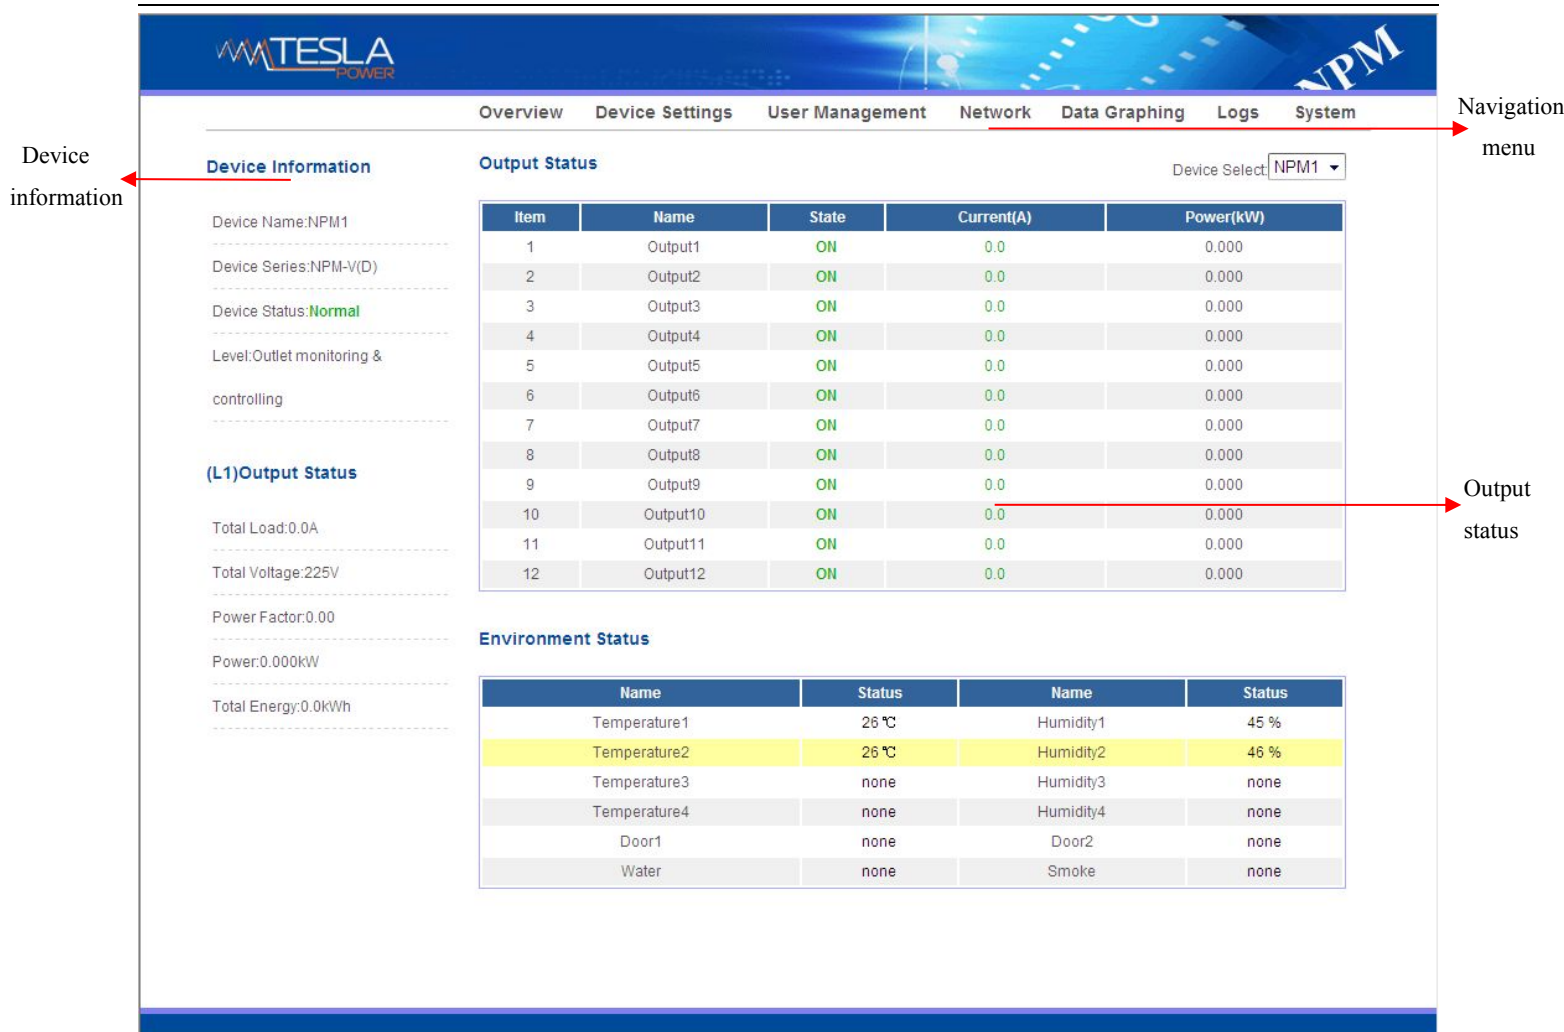 TESLA
POWER
NPM
Overview Device Settings User Management Network Data Graphing Logs System
Navigation
menu
Device
information
Device Information
Device Name:NPM1
Device Series:NPM-V(D)
Device Status:Normal
Level:Outlet monitoring &
controlling
(L1)Output Status
Total Load:0.0A
Total Voltage:225V
Power Factor:0.00
Power:0.000kW
Total Energy:0.0kWh
Output Status
Device Select: NPM1
Item Name State Current(A) Power(kW)
1 Output1 ON 0.0 0.000
2 Output2 ON 0.0 0.000
3 Output3 ON 0.0 0.000
4 Output4 ON 0.0 0.000
5 Output5 ON 0.0 0.000
6 Output6 ON 0.0 0.000
7 Output7 ON 0.0 0.000
8 Output8 ON 0.0 0.000
9 Output9 ON 0.0 0.000
10 Output10 ON 0.0 0.000
11 Output11 ON 0.0 0.000
12 Output12 ON 0.0 0.000
Output
status
Environment Status
Name Status Name Status
Temperature1 26 ℃ Humidity1 45 %
Temperature2 26 ℃ Humidity2 46 %
Temperature3 none Humidity3 none
Temperature4 none Humidity4 none
Door1 none Door2 none
Water none Smoke none